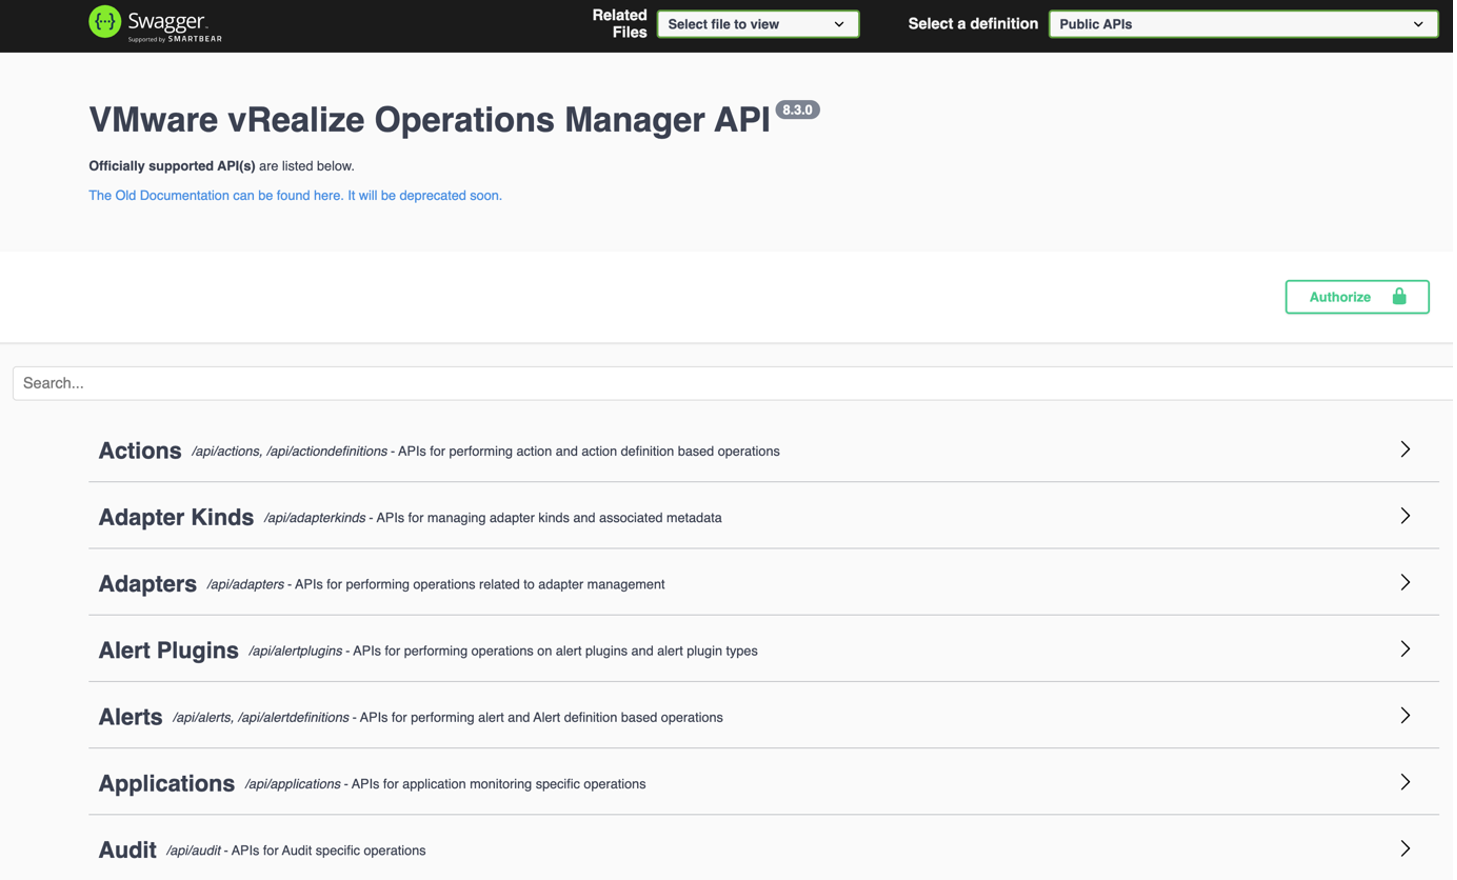 Swagger.
Supported by SMARTBEAR
Related Files
Select file to view
Select a definition
Public APIs
VMware vRealize Operations Manager API 8.3.0
Officially supported API(s) are listed below.
The Old Documentation can be found here. It will be deprecated soon.
Authorize
Search...
Actions /api/actions, /api/actiondefinitions - APIs for performing action and action definition based operations
Adapter Kinds /api/adapterkinds - APIs for managing adapter kinds and associated metadata
Adapters /api/adapters - APIs for performing operations related to adapter management
Alert Plugins /api/alertplugins - APIs for performing operations on alert plugins and alert plugin types
Alerts /api/alerts, /api/alertdefinitions - APIs for performing alert and Alert definition based operations
Applications /api/applications - APIs for application monitoring specific operations
Audit /api/audit - APIs for Audit specific operations